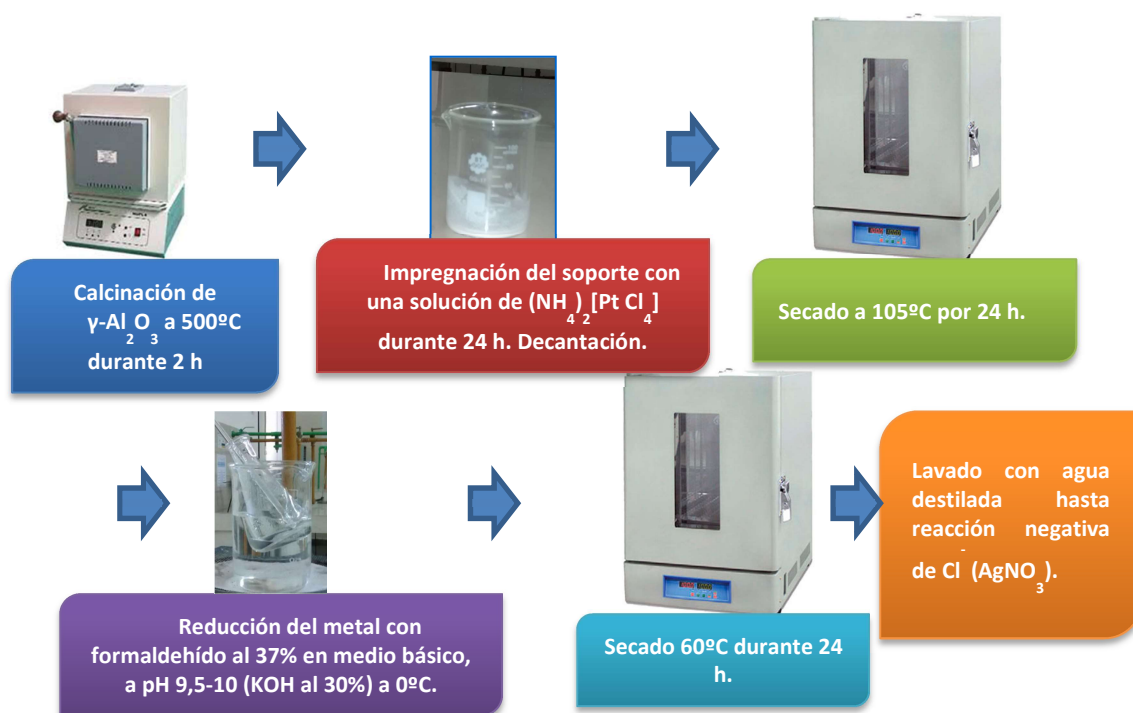 Calcinación de
γ-Al₂O₃ a 500ºC
durante 2 h
Impregnación del soporte con
una solución de (NH₄)₂[Pt Cl₄]
durante 24 h. Decantación.
Secado a 105ºC por 24 h.
Reducción del metal con
formaldehído al 37% en medio básico,
a pH 9,5-10 (KOH al 30%) a 0ºC.
Secado 60ºC durante 24
h.
Lavado con agua
destilada hasta
reacción negativa
de Cl⁻ (AgNO₃).